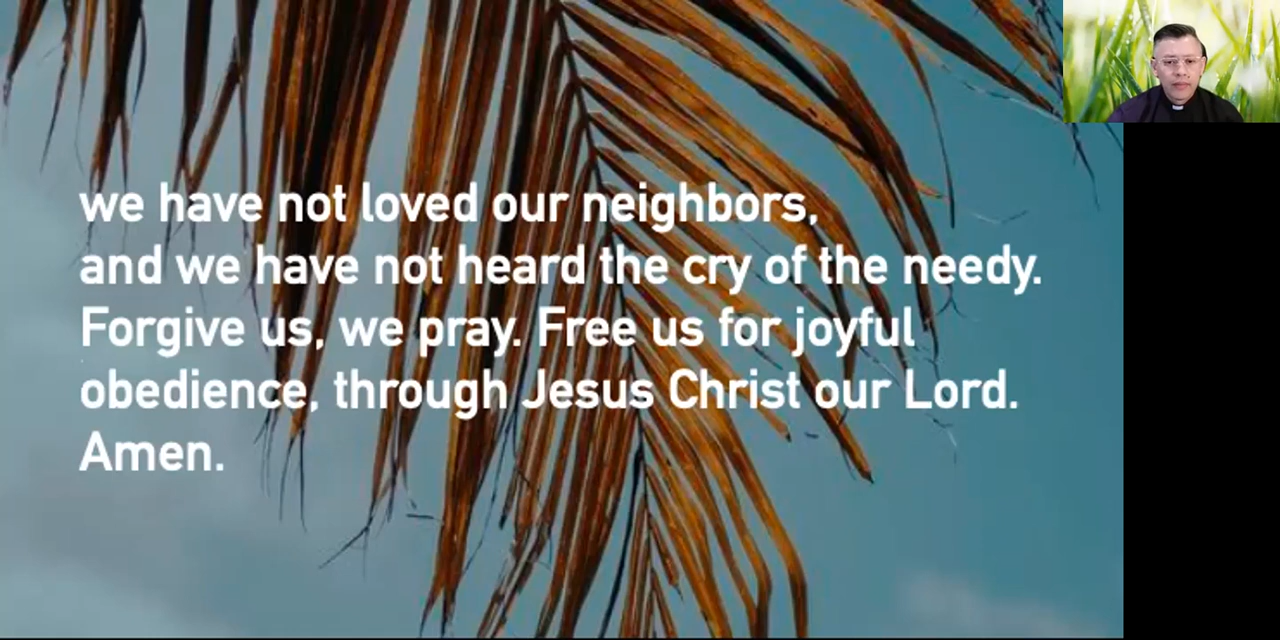 we have not loved our neighbors,
and we have not heard the cry of the needy.
Forgive us, we pray. Free us for joyful
obedience, through Jesus Christ our Lord.
Amen.